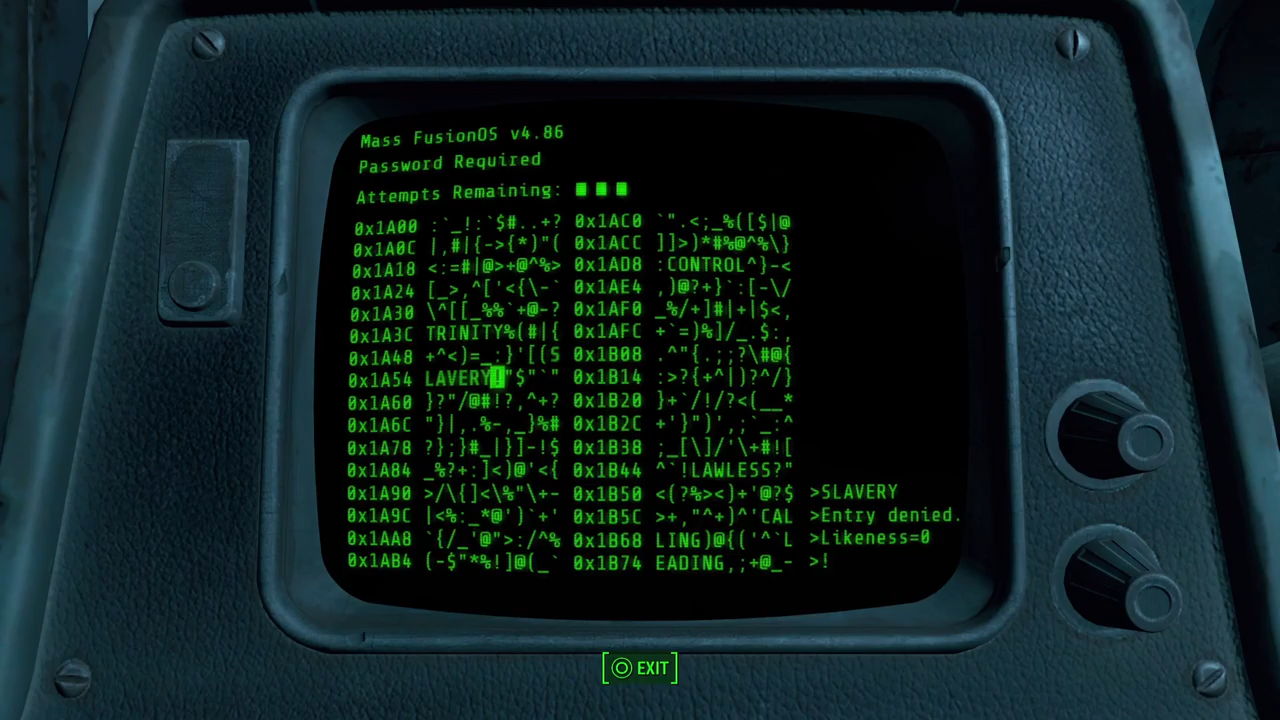 Mass FusionOS v4.86
Password Required
Attempts Remaining: ■ ■ ■
0x1A00 :`_!:`$#..+? 0x1AC0 `".<;_%([$|@
0x1A0C |,#|{->{*)"( 0x1ACC ]]>)*#%@^%\}
0x1A18 <:=#|@>+@^%> 0x1AD8 :CONTROL^}-<
0x1A24 [_>,^['<{\-` 0x1AE4 ,)@?+}`:[-\/
0x1A30 \^[[_%%`+@-? 0x1AF0 _%/+]#|+|$<,
0x1A3C TRINITY%(#|{ 0x1AFC +`=)%]/_.$:,
0x1A48 +^<)=_:}'[(S 0x1B08 .^"{.;;?\#@{
0x1A54 LAVERY!"$"`" 0x1B14 :>?{+^|)?^/}
0x1A60 }?"/@#!?,^+? 0x1B20 }+`/!/?<(__*
0x1A6C "}|,.%-,_}%# 0x1B2C +'}")',;`_:^
0x1A78 ?};}#_|}]-!$ 0x1B38 ;_[\]/'\+#![
0x1A84 _%?+:]<)@'<{ 0x1B44 ^`!LAWLESS?"
0x1A90 >/\{]<\%"\+- 0x1B50 <(?%><)+'@?$ >SLAVERY
0x1A9C |<%:_*@')`+' 0x1B5C >+,"^+)^'CAL >Entry denied.
0x1AA8 `{/_'@">:/^% 0x1B68 LING)@{('^`L >Likeness=0
0x1AB4 (-$"*%!]@(_` 0x1B74 EADING,;+@_- >!
EXIT